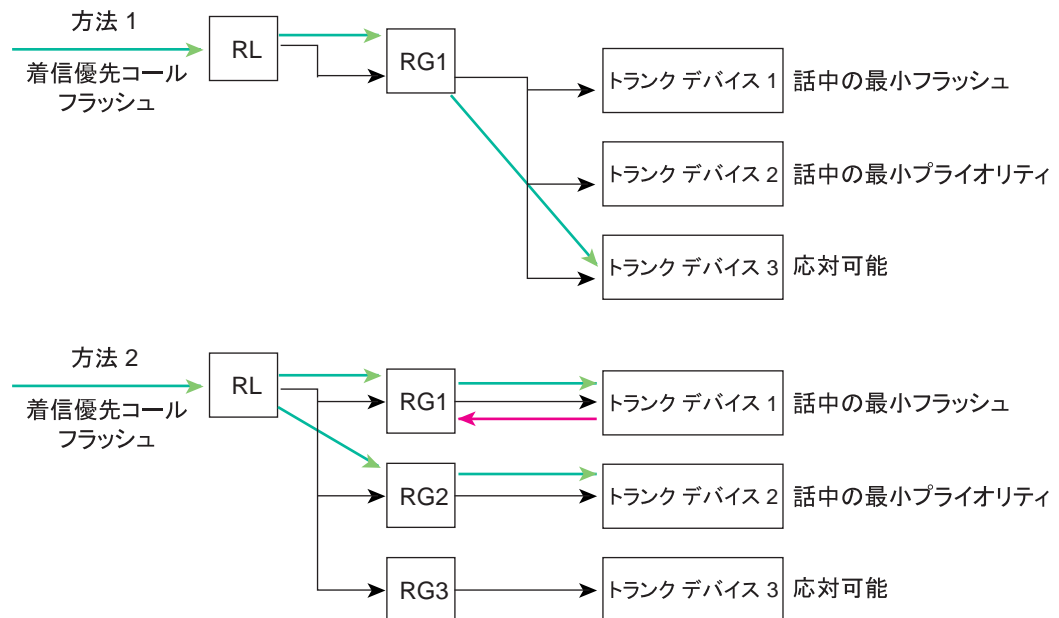 方法 1
着信優先コール
フラッシュ
RL
RG1
トランク デバイス 1
話中の最小フラッシュ
トランク デバイス 2
話中の最小プライオリティ
トランク デバイス 3
応対可能
方法 2
着信優先コール
フラッシュ
RL
RG1
トランク デバイス 1
話中の最小フラッシュ
RG2
トランク デバイス 2
話中の最小プライオリティ
RG3
トランク デバイス 3
応対可能